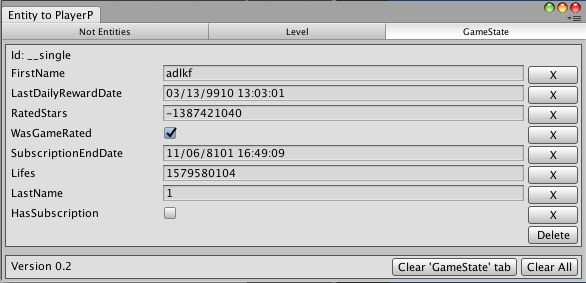 Entity to PlayerP
Not Entities Level GameState
Id: __single
FirstName adlkf X
LastDailyRewardDate 03/13/9910 13:03:01 X
RatedStars -1387421040 X
WasGameRated X
SubscriptionEndDate 11/06/8101 16:49:09 X
Lifes 1579580104 X
LastName 1 X
HasSubscription X
Delete
Version 0.2 Clear 'GameState' tab Clear All